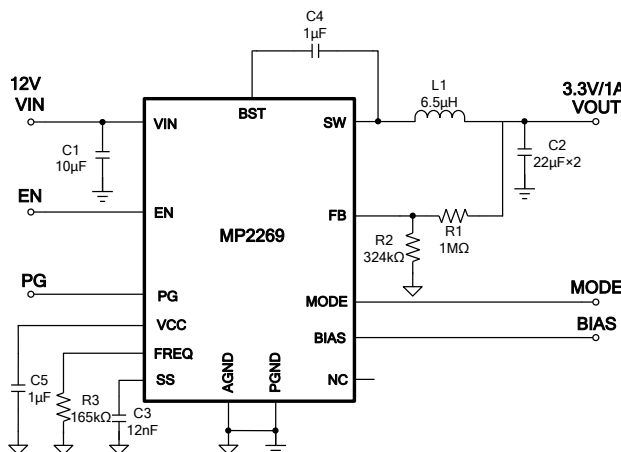 C4
1µF
12V
VIN
L1
6.5µH
3.3V/1A
VOUT
BST
VIN
SW
C1
10µF
C2
22µF×2
EN
EN
FB
R1
1MΩ
R2
324kΩ
MP2269
PG
PG
MODE
MODE
VCC
BIAS
BIAS
FREQ
SS
AGND
PGND
NC
C5
1µF
R3
165kΩ
C3
12nF